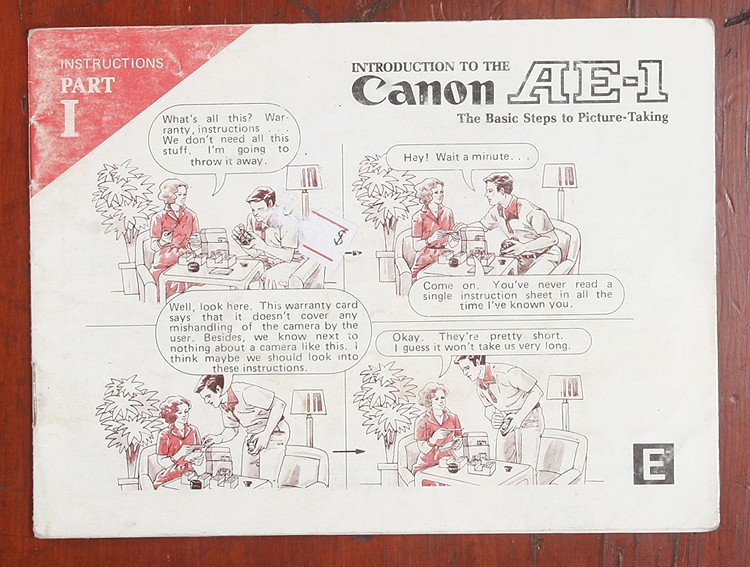 INSTRUCTIONS
PART
I
INTRODUCTION TO THE
Canon AE-1
The Basic Steps to Picture-Taking
What's all this? War-
ranty, instructions . . .
We don't need all this
stuff. I'm going to
throw it away.
Hey! Wait a minute. . .
Come on. You've never read a
single instruction sheet in all the
time I've known you.
Well, look here. This warranty card
says that it doesn't cover any
mishandling of the camera by the
user. Besides, we know next to
nothing about a camera like this. I
think maybe we should look into
these instructions.
Okay. They're pretty short.
I guess it won't take us very long.
$
E